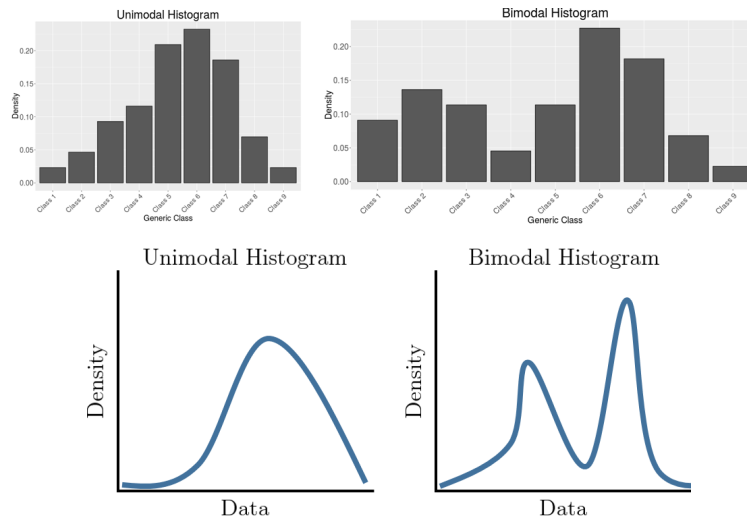 Unimodal Histogram
Density
0.20
0.15
0.10
0.05
0.00
Class 1
Class 2
Class 3
Class 4
Class 5
Class 6
Class 7
Class 8
Class 9
Generic Class
Bimodal Histogram
Density
0.20
0.15
0.10
0.05
0.00
Class 1
Class 2
Class 3
Class 4
Class 5
Class 6
Class 7
Class 8
Class 9
Generic Class
Unimodal Histogram
Density
Data
Bimodal Histogram
Density
Data